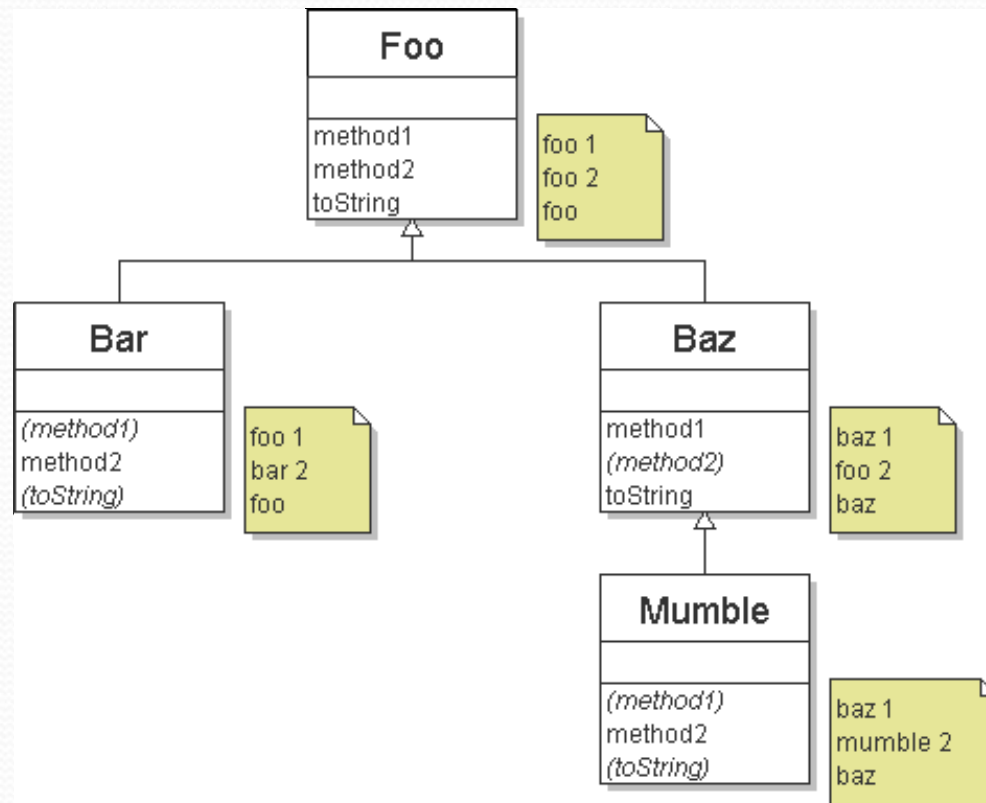 Foo
method1
method2
toString
foo 1
foo 2
foo
Bar
(method1)
method2
(toString)
foo 1
bar 2
foo
Baz
method1
(method2)
toString
baz 1
foo 2
baz
Mumble
(method1)
method2
(toString)
baz 1
mumble 2
baz